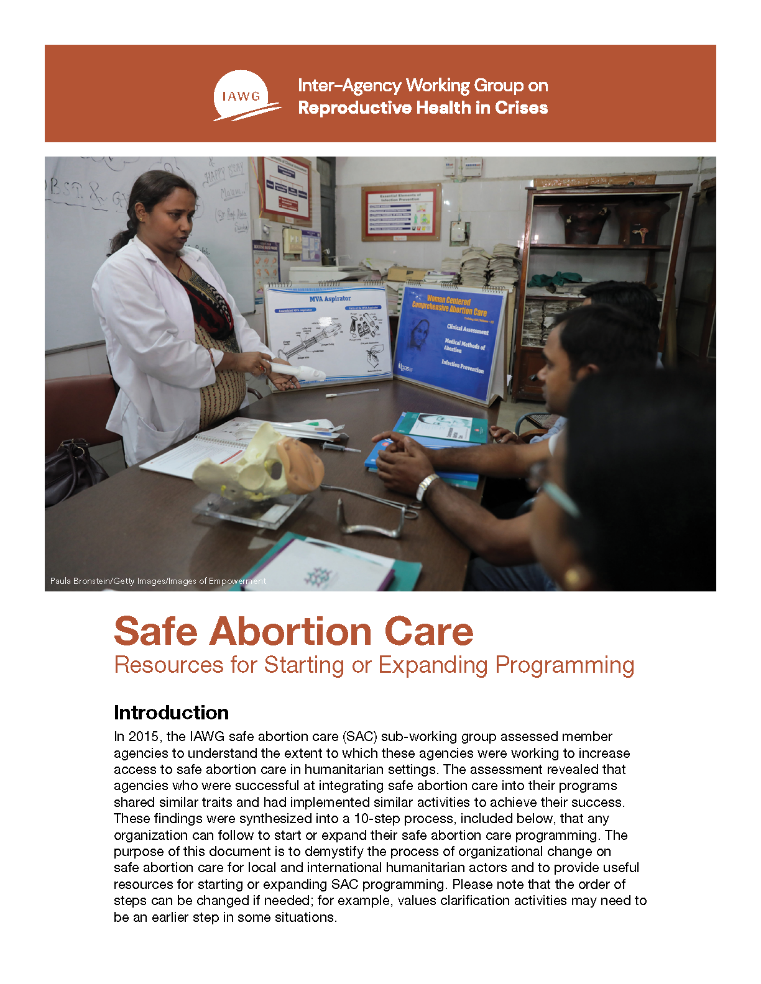 IAWG
Inter-Agency Working Group on
Reproductive Health in Crises
OBST & G
HAPPY TEAM
Essential Elements of
Infection Prevention
MVA Aspirator
Woman Centered
Comprehensive Abortion Care
Clinical Assessment
Medical Methods of
Abortion
Infection Prevention
Paula Bronstein/Getty Images/Images of Empowerment
Safe Abortion Care
Resources for Starting or Expanding Programming
Introduction
In 2015, the IAWG safe abortion care (SAC) sub-working group assessed member
agencies to understand the extent to which these agencies were working to increase
access to safe abortion care in humanitarian settings. The assessment revealed that
agencies who were successful at integrating safe abortion care into their programs
shared similar traits and had implemented similar activities to achieve their success.
These findings were synthesized into a 10-step process, included below, that any
organization can follow to start or expand their safe abortion care programming. The
purpose of this document is to demystify the process of organizational change on
safe abortion care for local and international humanitarian actors and to provide useful
resources for starting or expanding SAC programming. Please note that the order of
steps can be changed if needed; for example, values clarification activities may need to
be an earlier step in some situations.